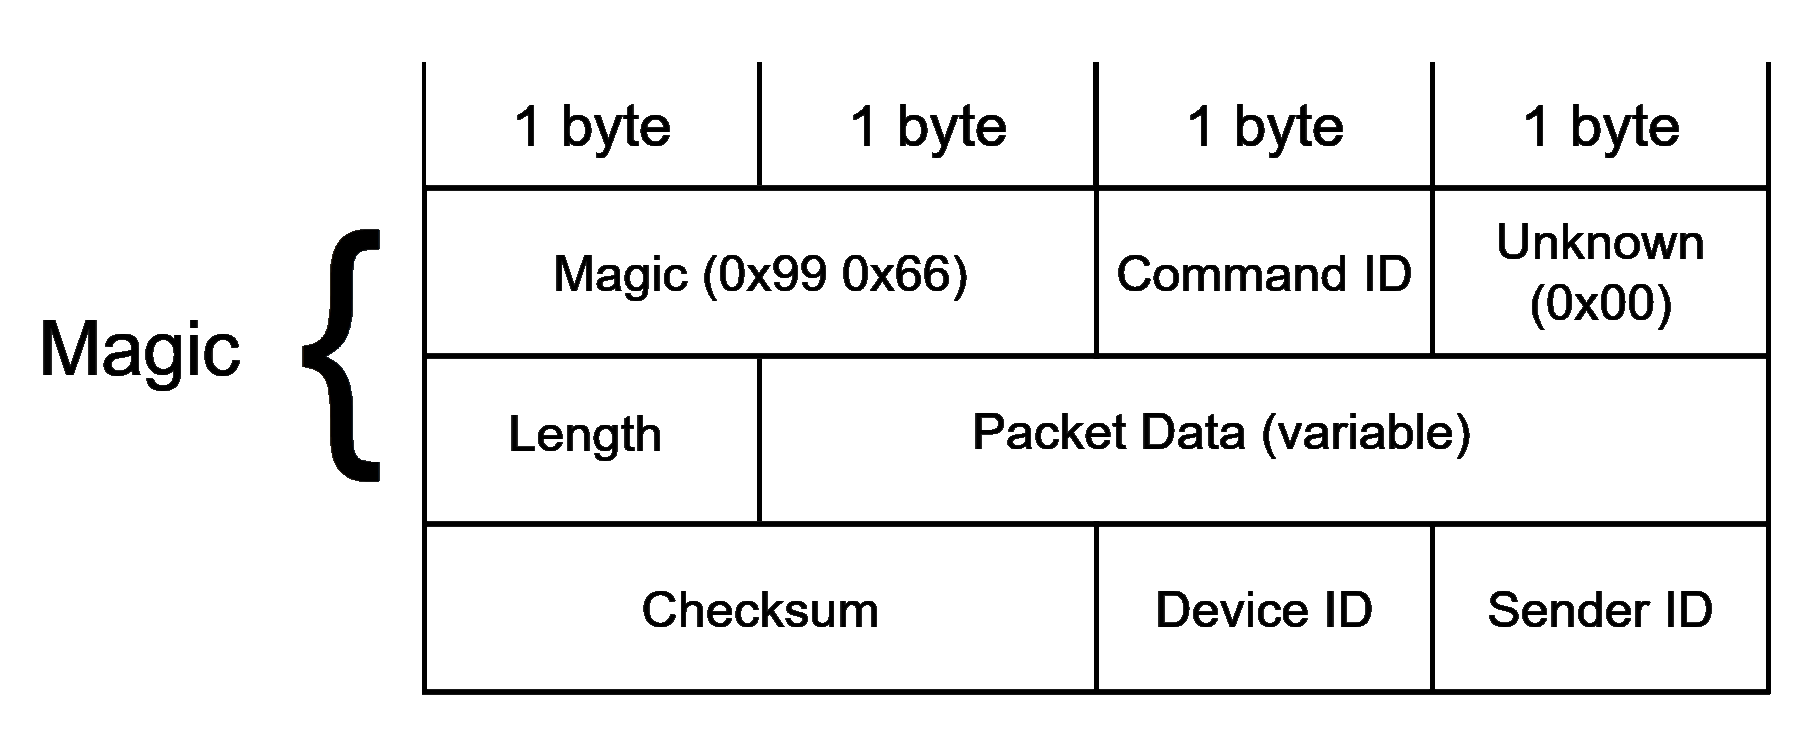 1 byte
1 byte
1 byte
1 byte
Magic
Magic (0x99 0x66)
Command ID
Unknown
(0x00)
Length
Packet Data (variable)
Checksum
Device ID
Sender ID